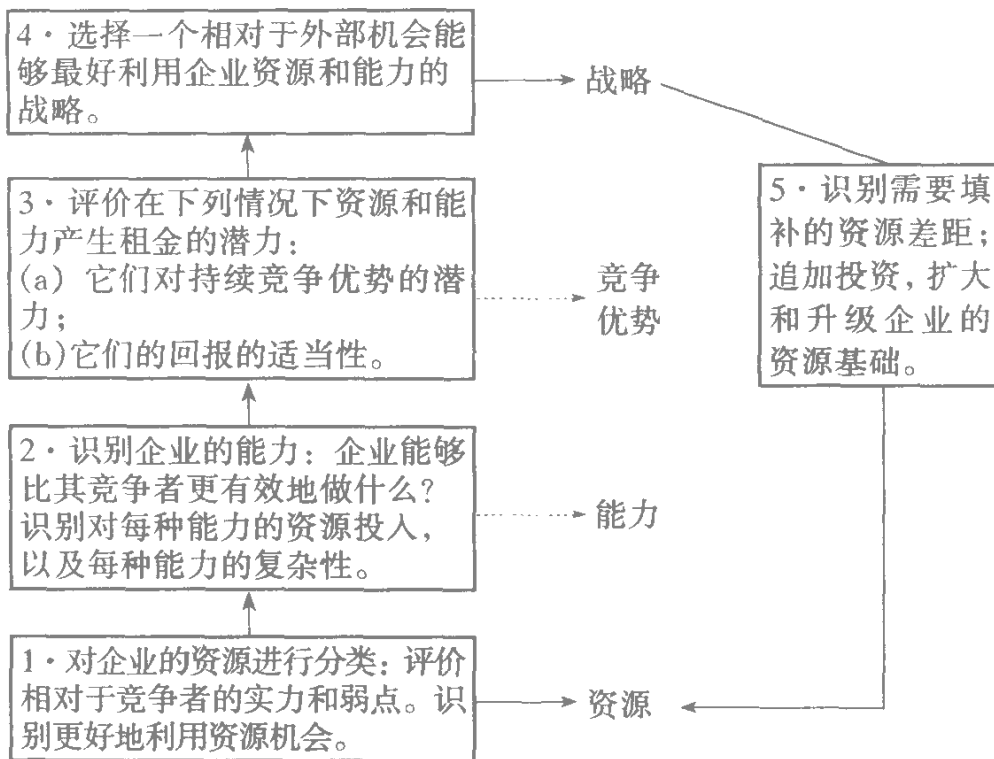 4·选择一个相对于外部机会能
够最好利用企业资源和能力的
战略。
战略
3·评价在下列情况下资源和能
力产生租金的潜力：
(a) 它们对持续竞争优势的潜
力；
(b)它们的回报的适当性。
竞争
优势
5·识别需要填
补的资源差距；
追加投资，扩大
和升级企业的
资源基础。
2·识别企业的能力：企业能够
比其竞争者更有效地做什么？
识别对每种能力的资源投入，
以及每种能力的复杂性。
能力
1·对企业的资源进行分类：评价
相对于竞争者的实力和弱点。识
别更好地利用资源机会。
资源